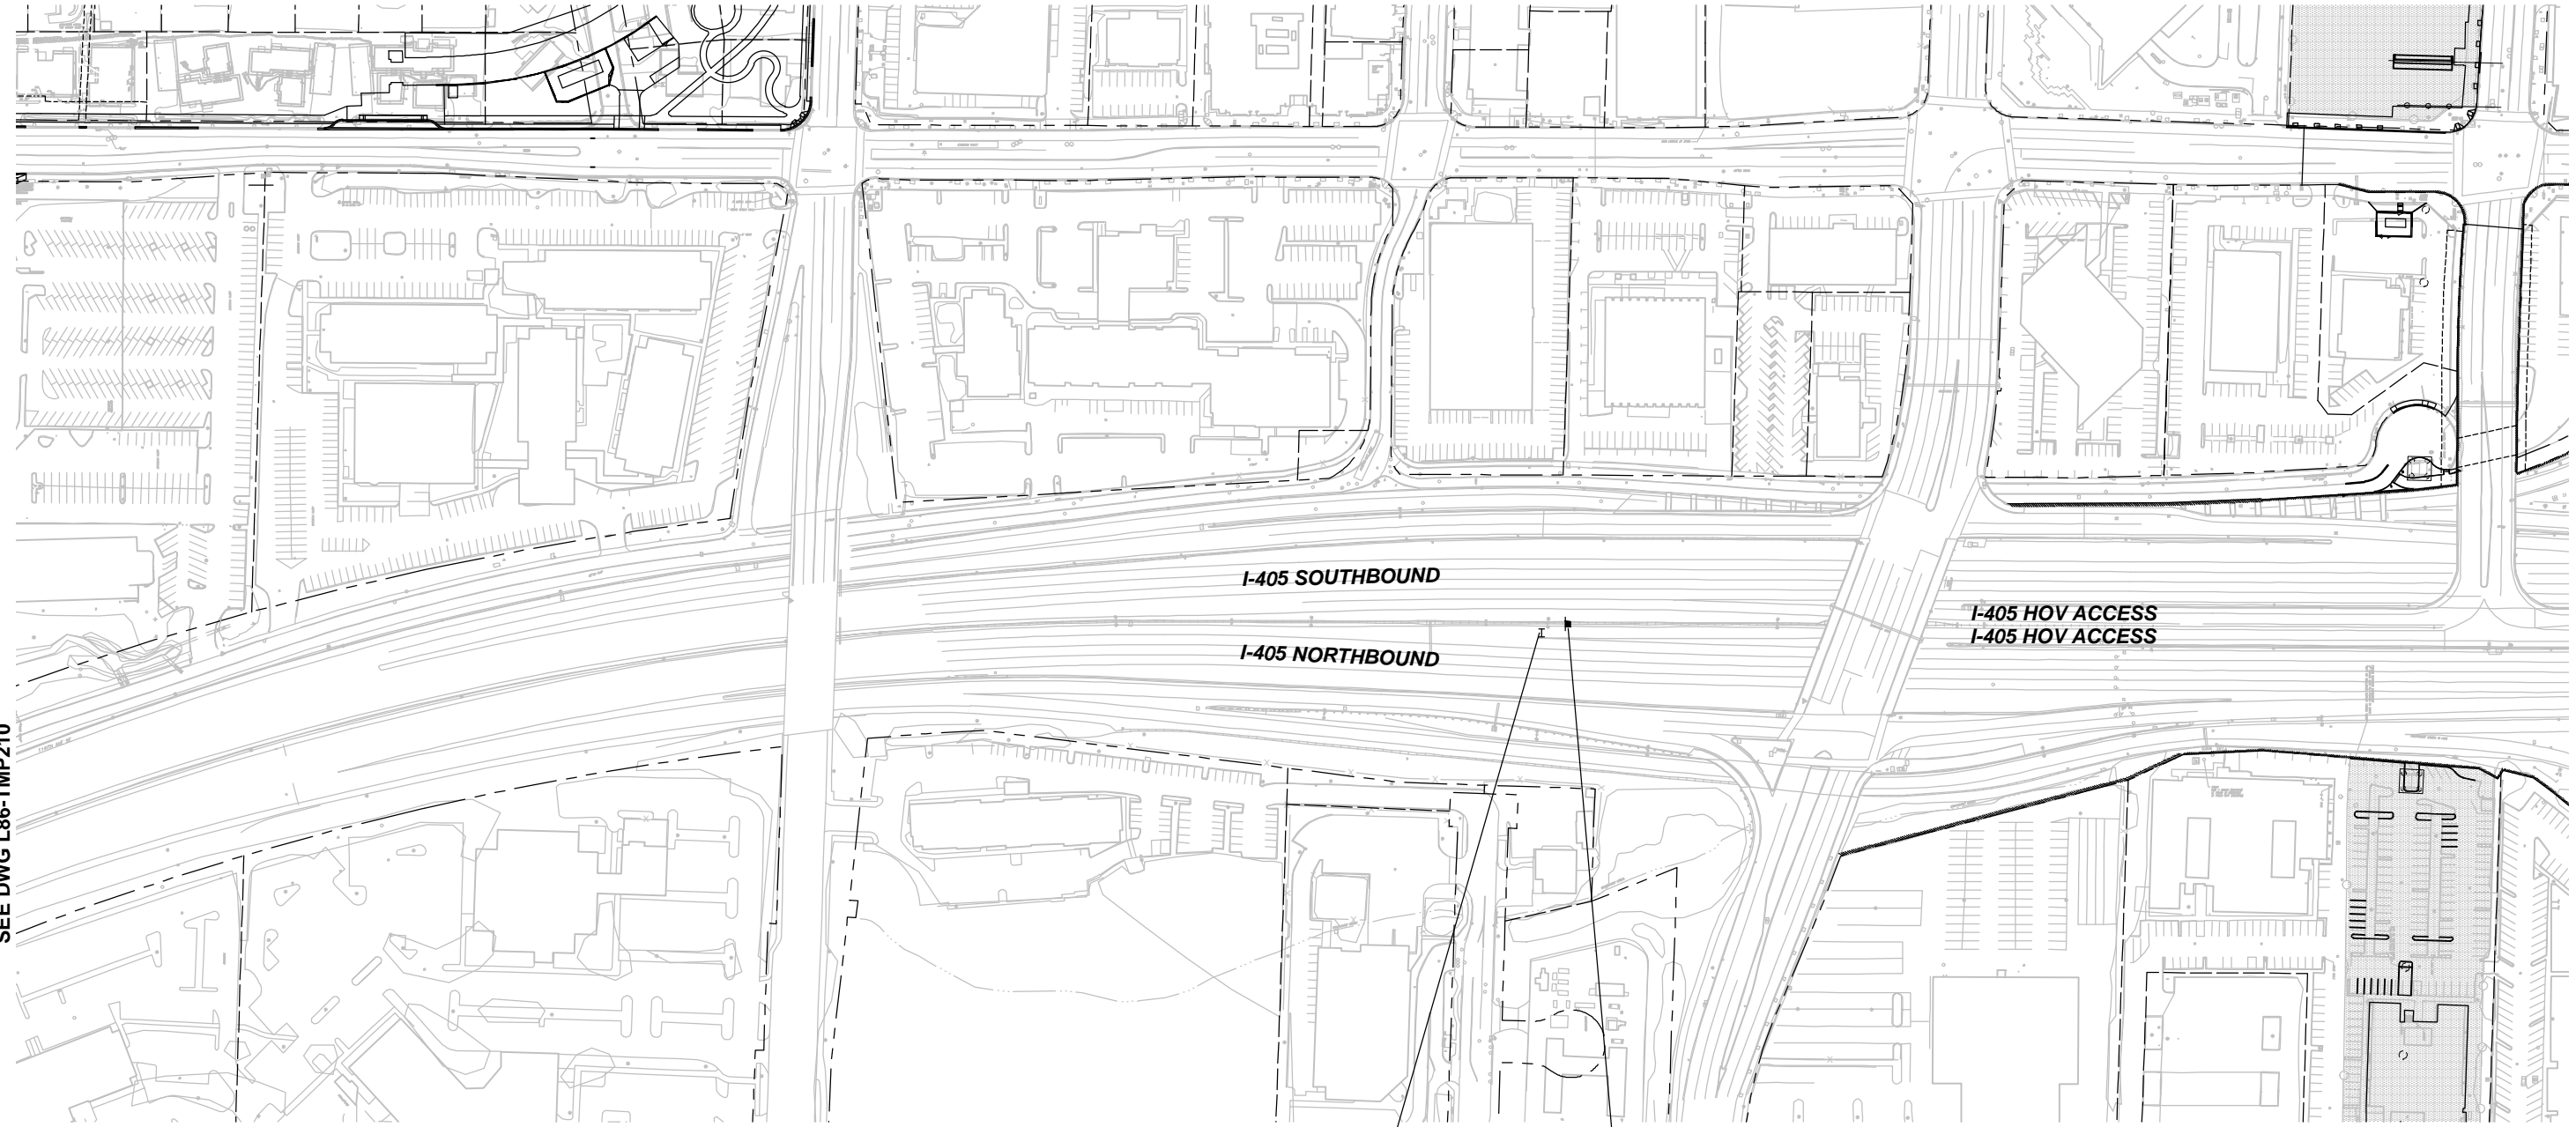 I-405 SOUTHBOUND
I-405 HOV ACCESS
I-405 HOV ACCESS
I-405 NORTHBOUND
SEE DWG L86-TMP210